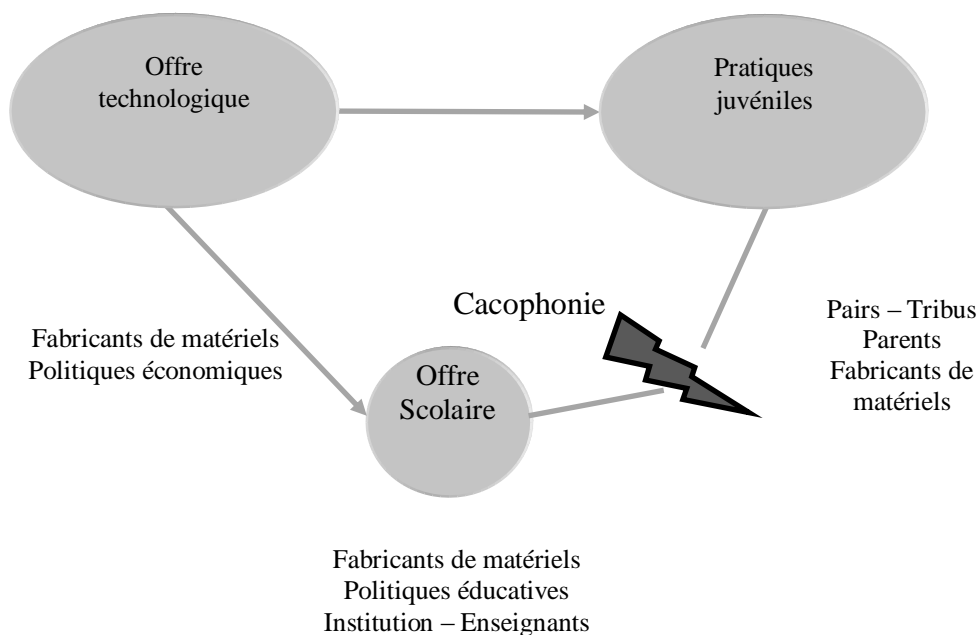 Offre
technologique
Pratiques
juvéniles
Cacophonie
Pairs – Tribus
Parents
Fabricants de
matériels
Fabricants de matériels
Politiques économiques
Offre
Scolaire
Fabricants de matériels
Politiques éducatives
Institution – Enseignants